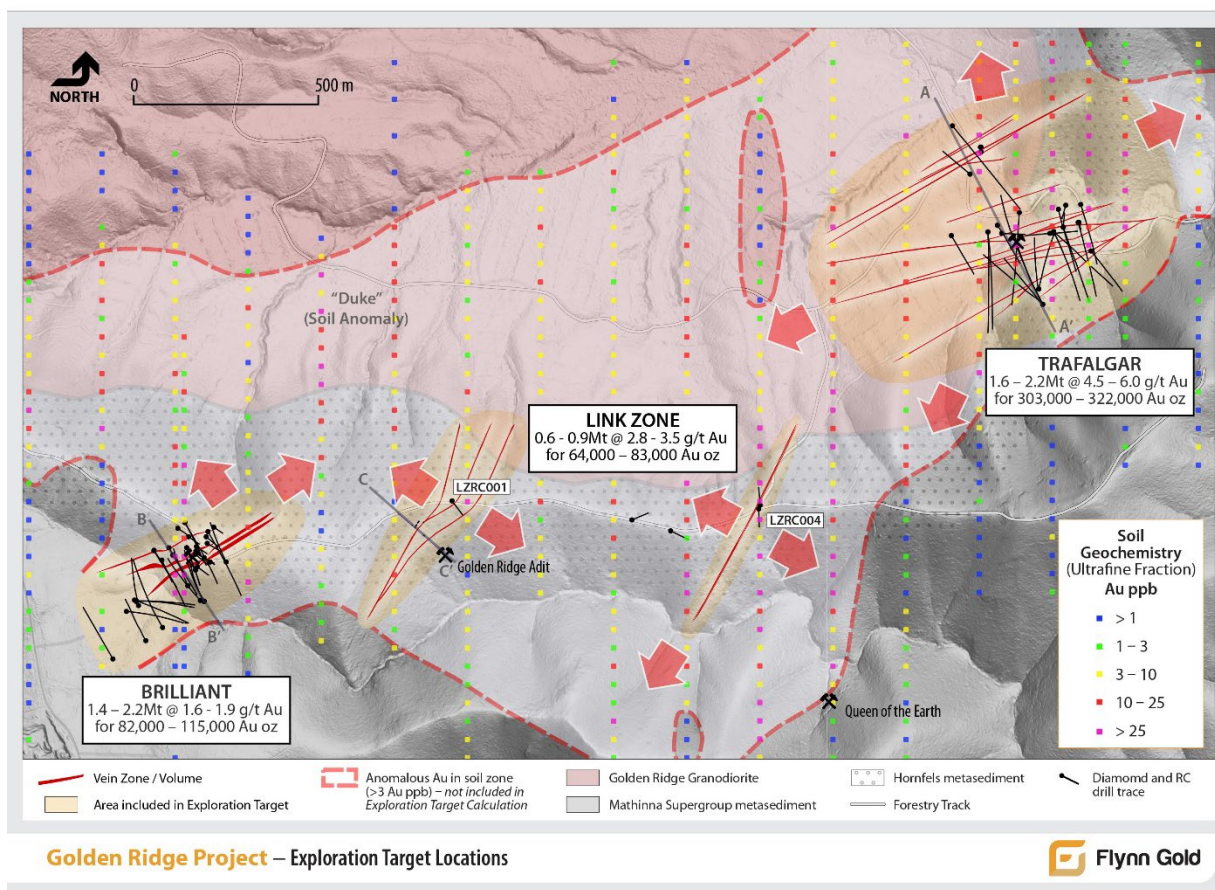 NORTH
0
500 m
A
"Duke"
(Soil Anomaly)
A'
TRAFALGAR
1.6 – 2.2Mt @ 4.5 – 6.0 g/t Au
for 303,000 – 322,000 Au oz
LINK ZONE
0.6 - 0.9Mt @ 2.8 - 3.5 g/t Au
for 64,000 – 83,000 Au oz
C
LZRC001
LZRC004
B
C'
Golden Ridge Adit
B'
BRILLIANT
1.4 – 2.2Mt @ 1.6 - 1.9 g/t Au
for 82,000 – 115,000 Au oz
Queen of the Earth
Soil
Geochemistry
(Ultrafine Fraction)
Au ppb
> 1
1 – 3
3 – 10
10 – 25
> 25
Vein Zone / Volume
Area included in Exploration Target
Anomalous Au in soil zone
(>3 Au ppb) – not included in
Exploration Target Calculation
Golden Ridge Granodiorite
Mathinna Supergroup metasediment
Hornfels metasediment
Forestry Track
Diamomd and RC
drill trace
Golden Ridge Project – Exploration Target Locations
Flynn Gold